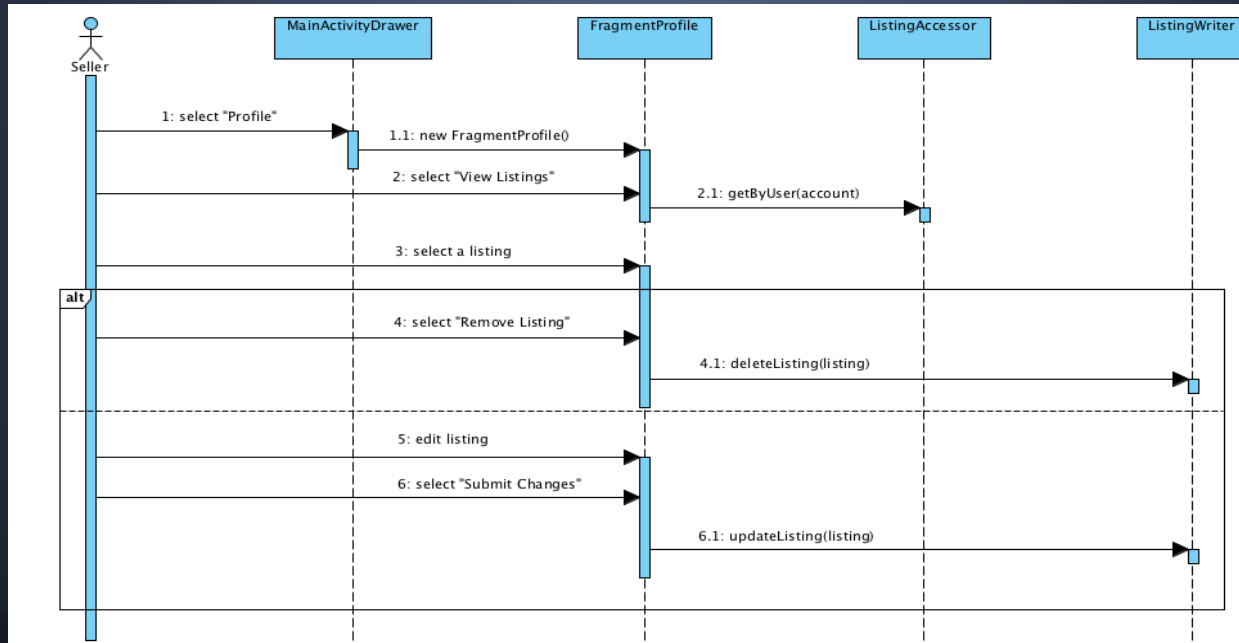 MainActivityDrawer
FragmentProfile
ListingAccessor
ListingWriter
Seller
1: select "Profile"
1.1: new FragmentProfile()
2: select "View Listings"
2.1: getByUser(account)
3: select a listing
alt
4: select "Remove Listing"
4.1: deleteListing(listing)
5: edit listing
6: select "Submit Changes"
6.1: updateListing(listing)